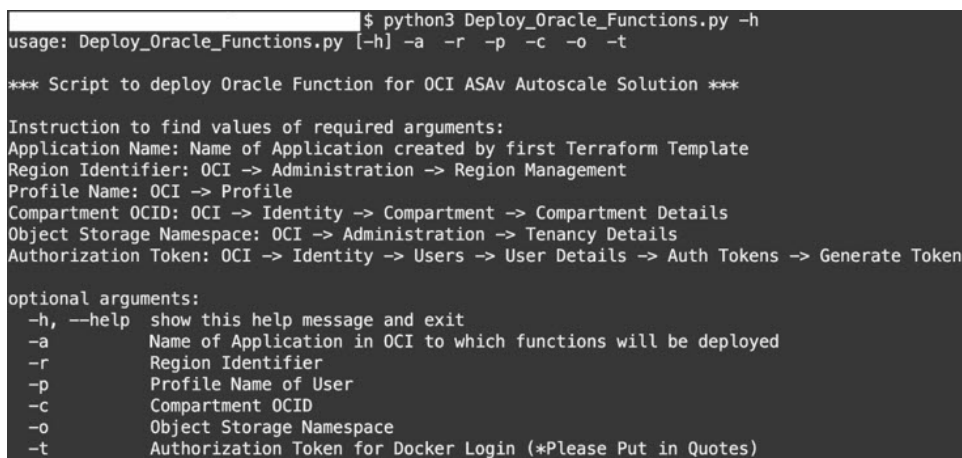 $ python3 Deploy_Oracle_Functions.py -h
usage: Deploy_Oracle_Functions.py [-h] -a -r -p -c -o -t
*** Script to deploy Oracle Function for OCI ASAv Autoscale Solution ***
Instruction to find values of required arguments:
Application Name: Name of Application created by first Terraform Template
Region Identifier: OCI -> Administration -> Region Management
Profile Name: OCI -> Profile
Compartment OCID: OCI -> Identity -> Compartment -> Compartment Details
Object Storage Namespace: OCI -> Administration -> Tenancy Details
Authorization Token: OCI -> Identity -> Users -> User Details -> Auth Tokens -> Generate Token
optional arguments:
-h, --help show this help message and exit
-a Name of Application in OCI to which functions will be deployed
-r Region Identifier
-p Profile Name of User
-c Compartment OCID
-o Object Storage Namespace
-t Authorization Token for Docker Login (*Please Put in Quotes)